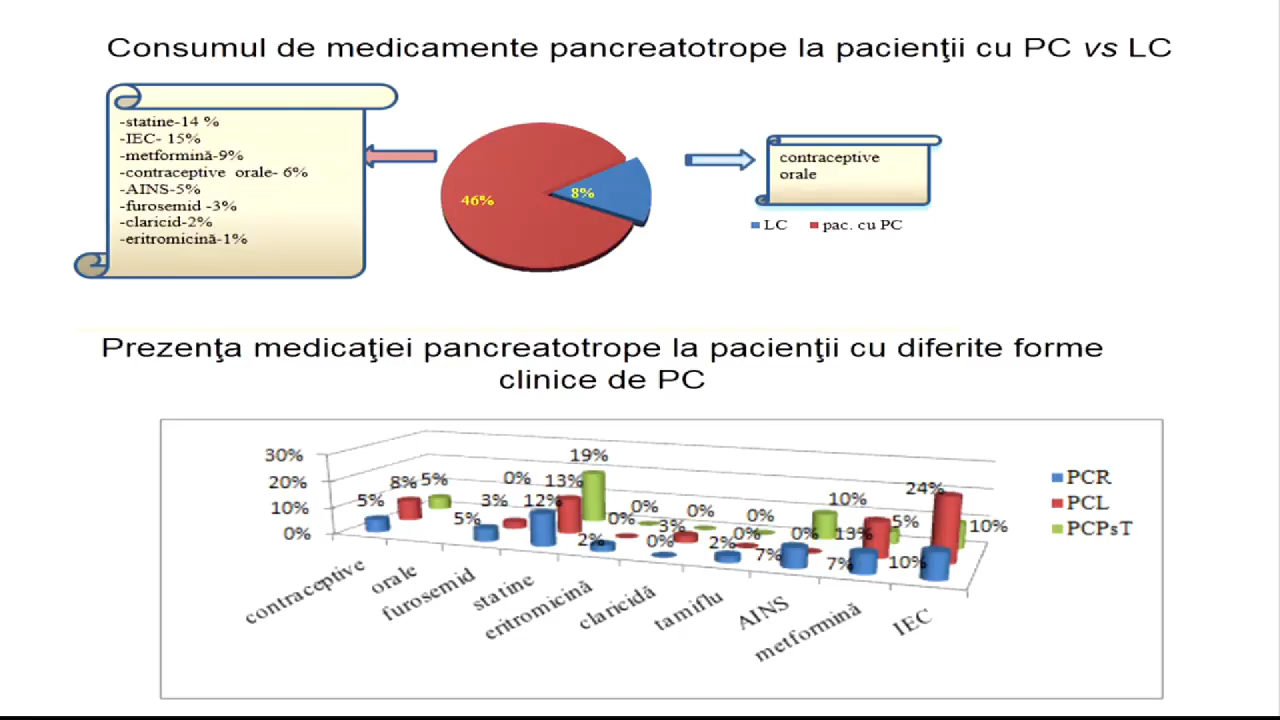 Consumul de medicamente pancreatotrope la pacienţii cu PC vs LC
-statine-14 %
-IEC- 15%
-metformină-9%
-contraceptive orale- 6%
-AINS-5%
-furosemid -3%
-claricid-2%
-eritromicină-1%
46%
8%
contraceptive
orale
LC
pac. cu PC
Prezenţa medicaţiei pancreatotrope la pacienţii cu diferite forme
clinice de PC
30%
20%
10%
0%
5%
8%
5%
5%
3%
0%
12%
13%
19%
2%
0%
0%
0%
3%
0%
2%
0%
0%
7%
0%
10%
7%
13%
5%
10%
24%
10%
contraceptive
orale
furosemid
statine
eritromicină
claricidă
tamiflu
AINS
metformină
IEC
PCR
PCL
PCPsT